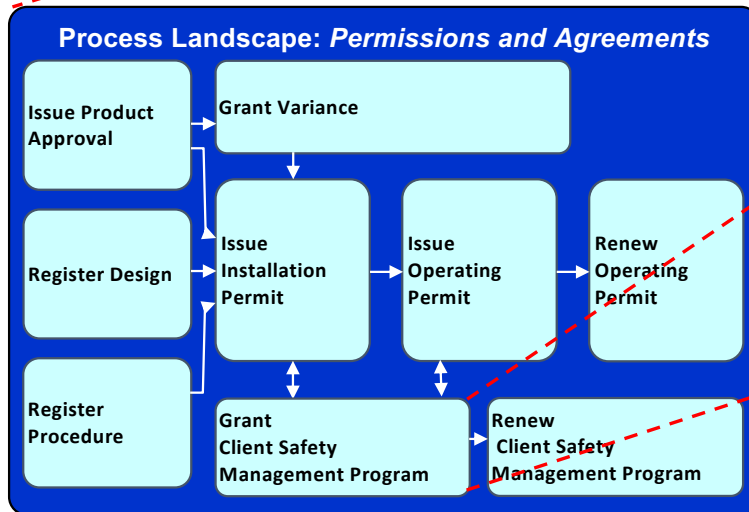 Process Landscape: Permissions and Agreements
Issue Product
Approval
Grant Variance
Register Design
Issue
Installation
Permit
Issue
Operating
Permit
Renew
Operating
Permit
Register
Procedure
Grant
Client Safety
Management Program
Renew
Client Safety
Management Program